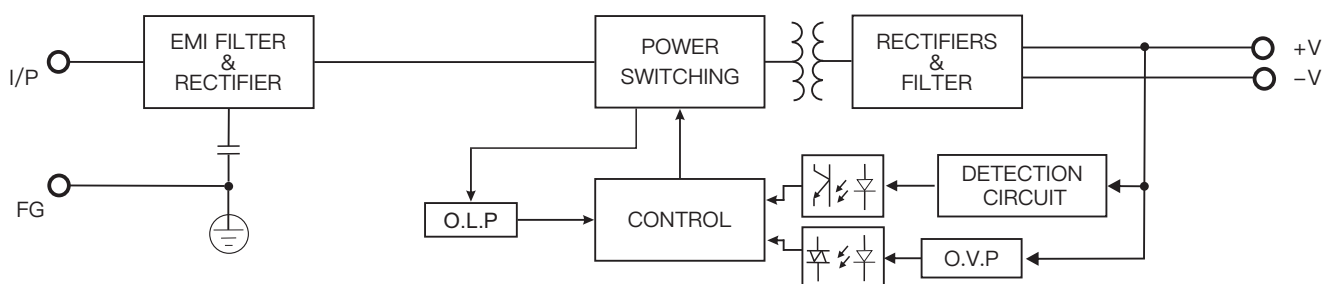 I/P
EMI FILTER
&
RECTIFIER
POWER
SWITCHING
RECTIFIERS
&
FILTER
+V
−V
FG
O.L.P
CONTROL
DETECTION
CIRCUIT
O.V.P